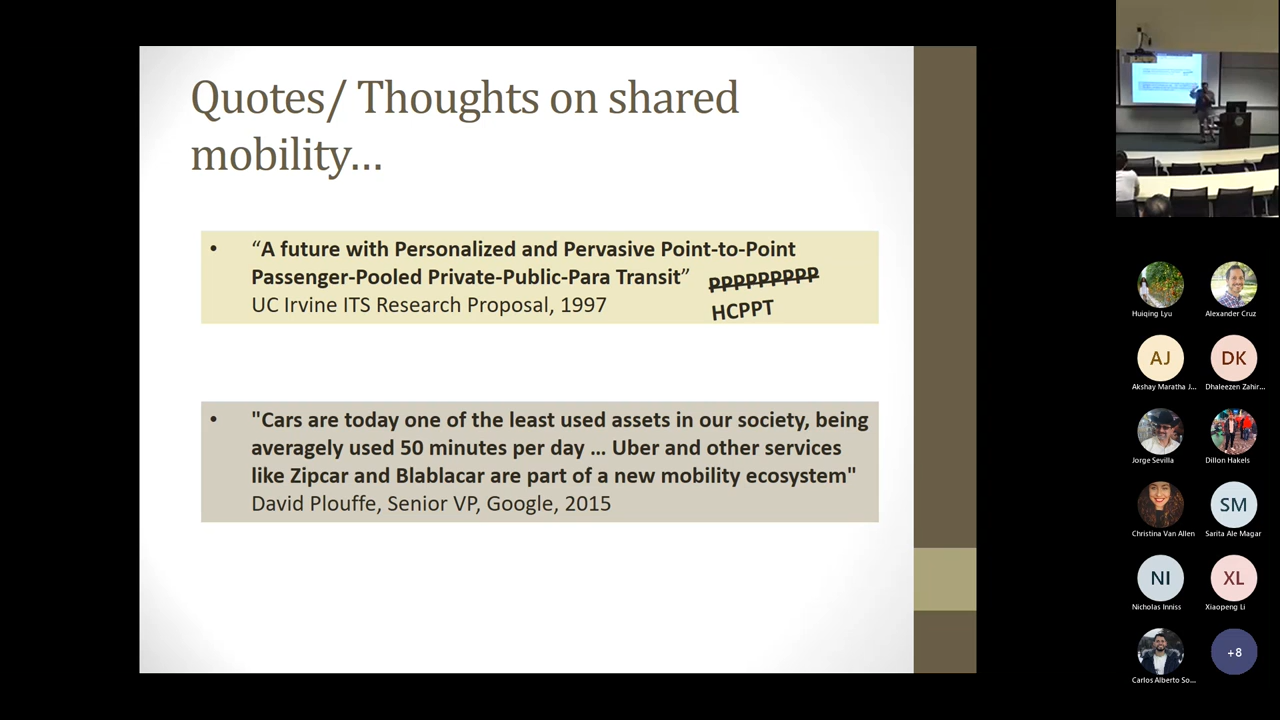 Quotes/ Thoughts on shared
mobility...
• “A future with Personalized and Pervasive Point-to-Point
Passenger-Pooled Private-Public-Para Transit”
PPPPPPPPP
UC Irvine ITS Research Proposal, 1997
HCPPT
• "Cars are today one of the least used assets in our society, being
averagely used 50 minutes per day ... Uber and other services
like Zipcar and Blablacar are part of a new mobility ecosystem"
David Plouffe, Senior VP, Google, 2015
Huiqing Lyu
Alexander Cruz
AJ
DK
Akshay Maratha J...
Dhaleezen Zahir...
Jorge Sevilla
Dillon Hakels
SM
Christina Van Allen
Sarita Ale Magar
NI
XL
Nicholas Inniss
Xiaopeng Li
+8
Carlos Alberto So...